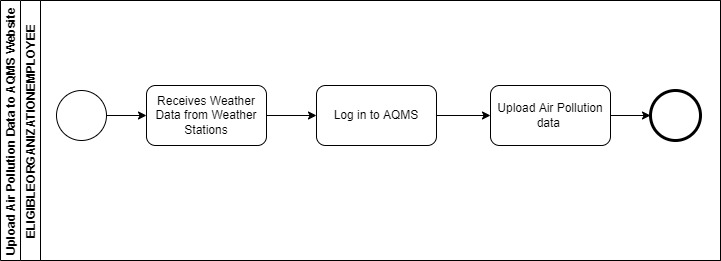 Upload Air Pollution Data to AQMS Website
ELIGIBLEORGANIZATIONEMPLOYEE
Receives Weather
Data from Weather
Stations
Log in to AQMS
Upload Air Pollution
data